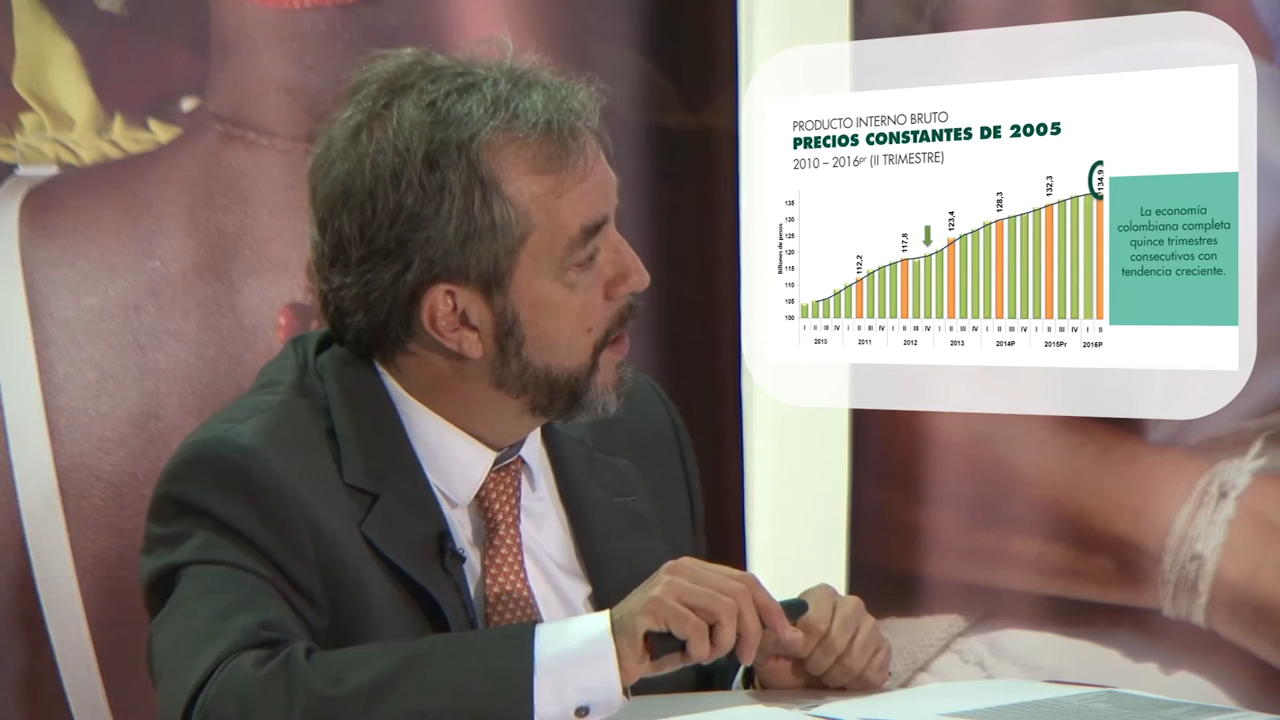 PRODUCTO INTERNO BRUTO
PRECIOS CONSTANTES DE 2005
2010 – 2016ᵖʳ (II TRIMESTRE)
Billones de pesos
135
130
125
120
115
110
105
100
112,2
117,8
123,4
128,3
132,3
134,9
I II III IV I II III IV I II III IV I II III IV I II III IV I II III IV I II
2010 2011 2012 2013 2014P 2015Pr 2016P
La economía
colombiana completa
quince trimestres
consecutivos con
tendencia creciente.